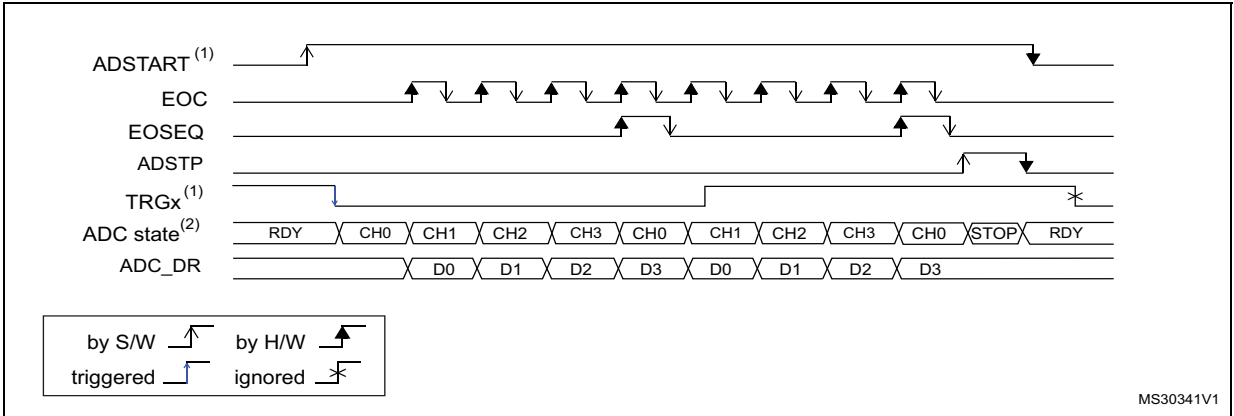 ADSTART (1)
EOC
EOSEQ
ADSTP
TRGx (1)
ADC state (2) RDY CH0 CH1 CH2 CH3 CH0 CH1 CH2 CH3 CH0 STOP RDY
ADC_DR D0 D1 D2 D3 D0 D1 D2 D3
by S/W by H/W
triggered ignored
MS30341V1